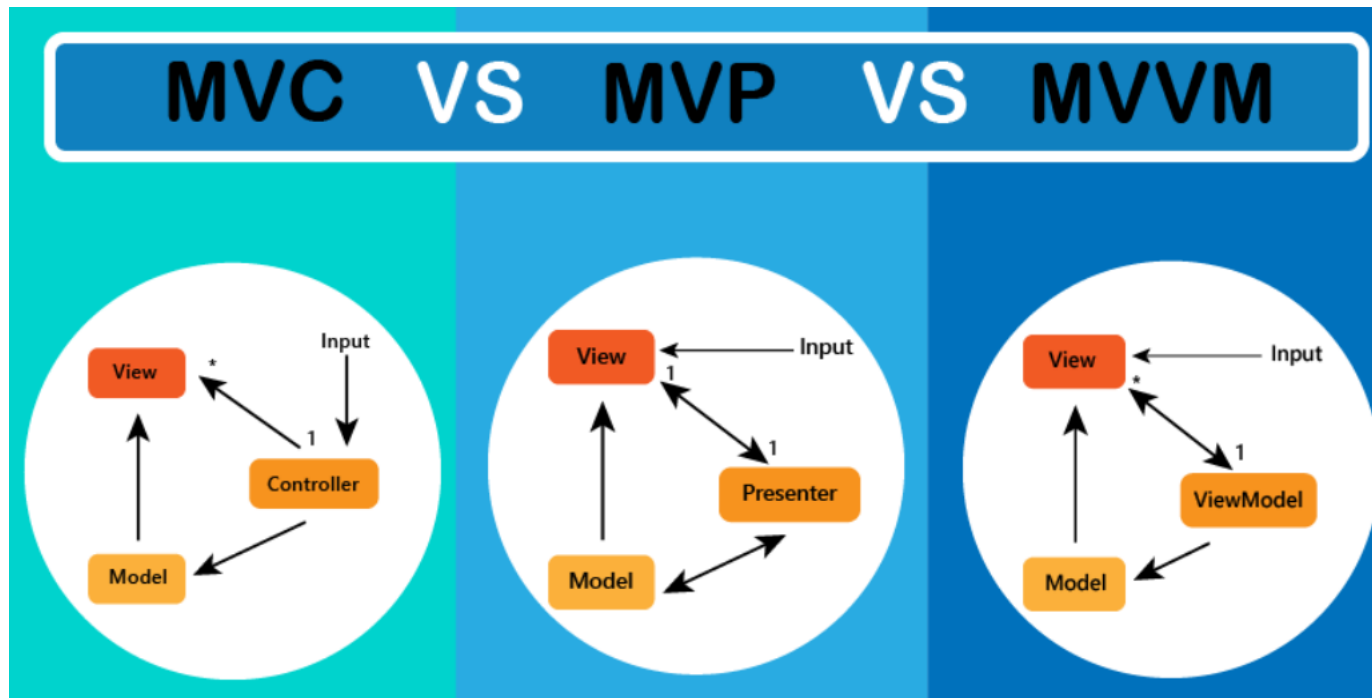 MVC VS MVP VS MVVM
Input
View
*
1
Controller
Model
View
Input
1
1
Presenter
Model
View
Input
*
1
ViewModel
Model